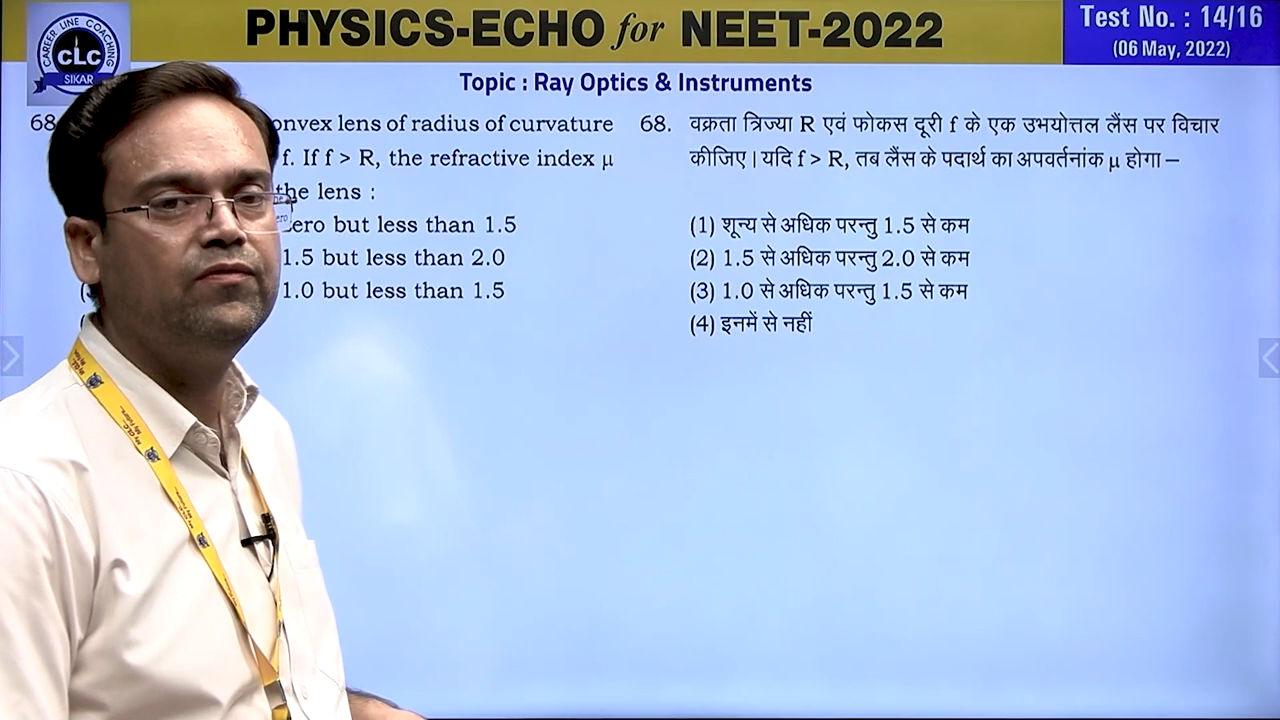 PHYSICS-ECHO for NEET-2022
Test No. : 14/16
(06 May, 2022)
CAREER LINE COACHING
CLC
SIKAR
Topic : Ray Optics & Instruments
68
onvex lens of radius of curvature
f. If f > R, the refractive index μ
the lens :
zero but less than 1.5
1.5 but less than 2.0
1.0 but less than 1.5
68. वक्रता त्रिज्या R एवं फोकस दूरी f के एक उभयोत्तल लैंस पर विचार
कीजिए। यदि f > R, तब लैंस के पदार्थ का अपवर्तनांक μ होगा –
(1) शून्य से अधिक परन्तु 1.5 से कम
(2) 1.5 से अधिक परन्तु 2.0 से कम
(3) 1.0 से अधिक परन्तु 1.5 से कम
(4) इनमें से नहीं